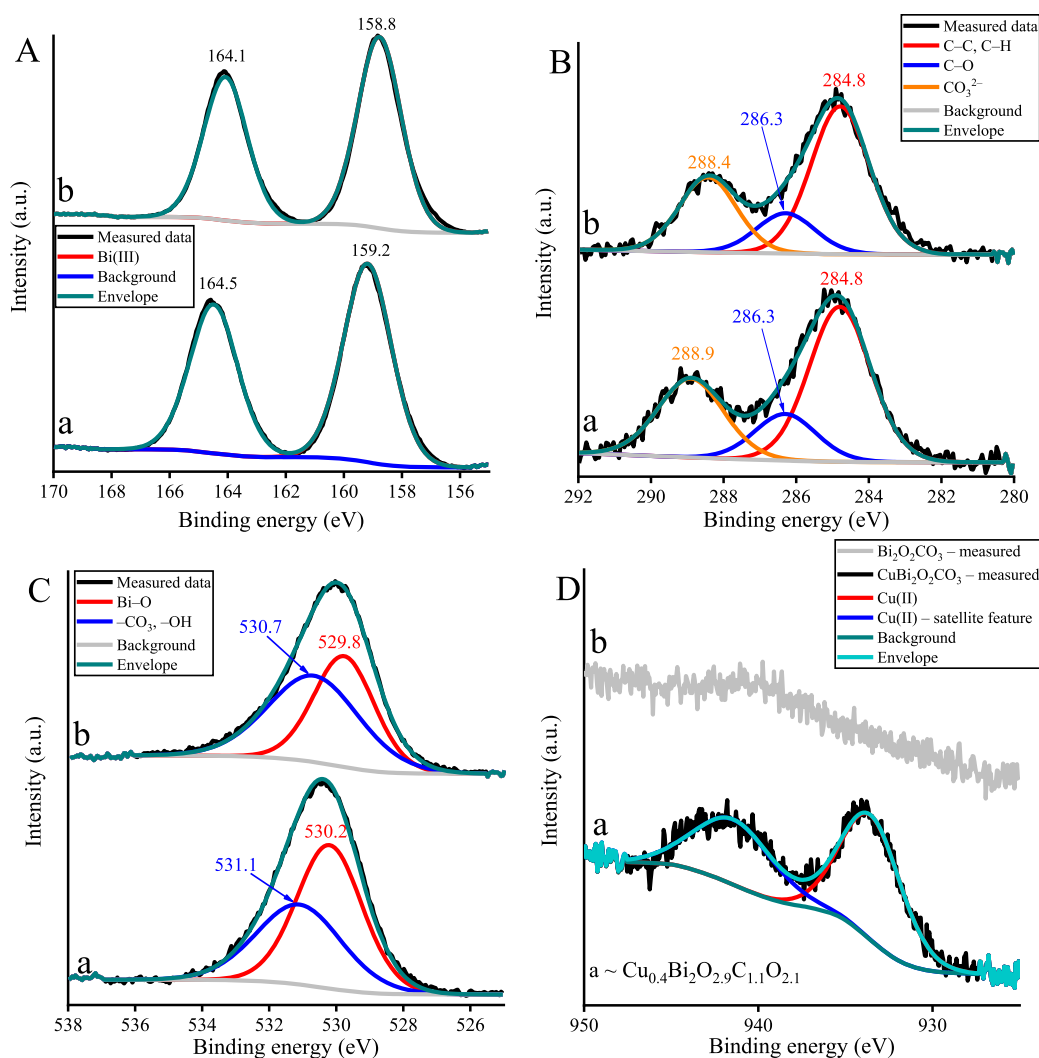 A
164.1
158.8
b
Measured data
Bi(III)
Background
Envelope
164.5
159.2
a
Intensity (a.u.)
170 168 166 164 162 160 158 156
Binding energy (eV)
B
Measured data
C–C, C–H
C–O
CO₃²⁻
Background
Envelope
284.8
286.3
288.4
b
284.8
286.3
288.9
a
Intensity (a.u.)
292 290 288 286 284 282 280
Binding energy (eV)
C
Measured data
Bi–O
–CO₃, –OH
Background
Envelope
530.7
529.8
b
530.2
531.1
a
Intensity (a.u.)
538 536 534 532 530 528 526
Binding energy (eV)
D
Bi₂O₂CO₃ – measured
CuBi₂O₂CO₃ – measured
Cu(II)
Cu(II) – satellite feature
Background
Envelope
b
a
a ~ Cu₀.₄Bi₂O₂.₉C₁.₁O₂.₁
Intensity (a.u.)
950 940 930
Binding energy (eV)